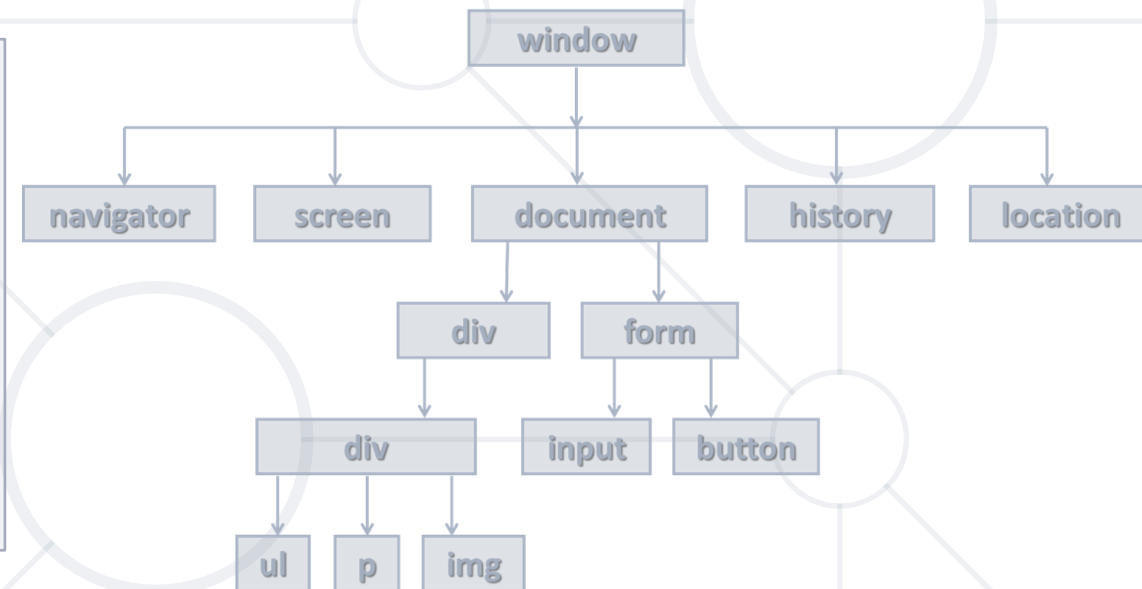 window
navigator screen document history location
div form
div input button
ul p img